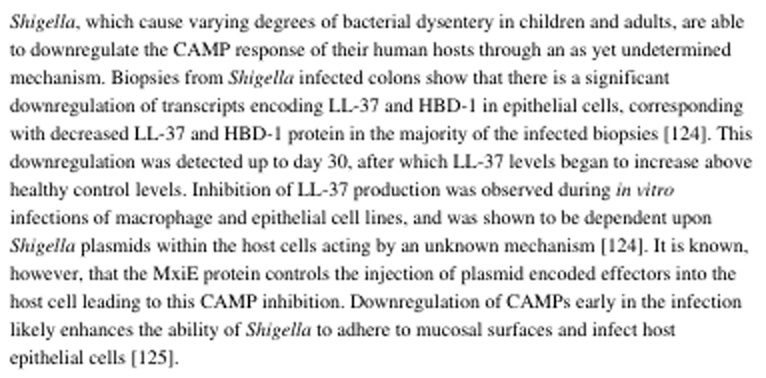 Shigella, which cause varying degrees of bacterial dysentery in children and adults, are able
to downregulate the CAMP response of their human hosts through an as yet undetermined
mechanism. Biopsies from Shigella infected colons show that there is a significant
downregulation of transcripts encoding LL-37 and HBD-1 in epithelial cells, corresponding
with decreased LL-37 and HBD-1 protein in the majority of the infected biopsies [124]. This
downregulation was detected up to day 30, after which LL-37 levels began to increase above
healthy control levels. Inhibition of LL-37 production was observed during in vitro
infections of macrophage and epithelial cell lines, and was shown to be dependent upon
Shigella plasmids within the host cells acting by an unknown mechanism [124]. It is known,
however, that the MxiE protein controls the injection of plasmid encoded effectors into the
host cell leading to this CAMP inhibition. Downregulation of CAMPs early in the infection
likely enhances the ability of Shigella to adhere to mucosal surfaces and infect host
epithelial cells [125].